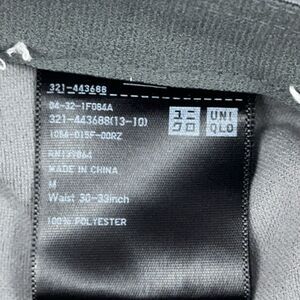 321-443688
04-32-1F084A
321-443688(13-10)
ユニ
クロ
UNI
QLO
MADE IN CHINA
M
Waist 30-33inch
100% POLYESTER